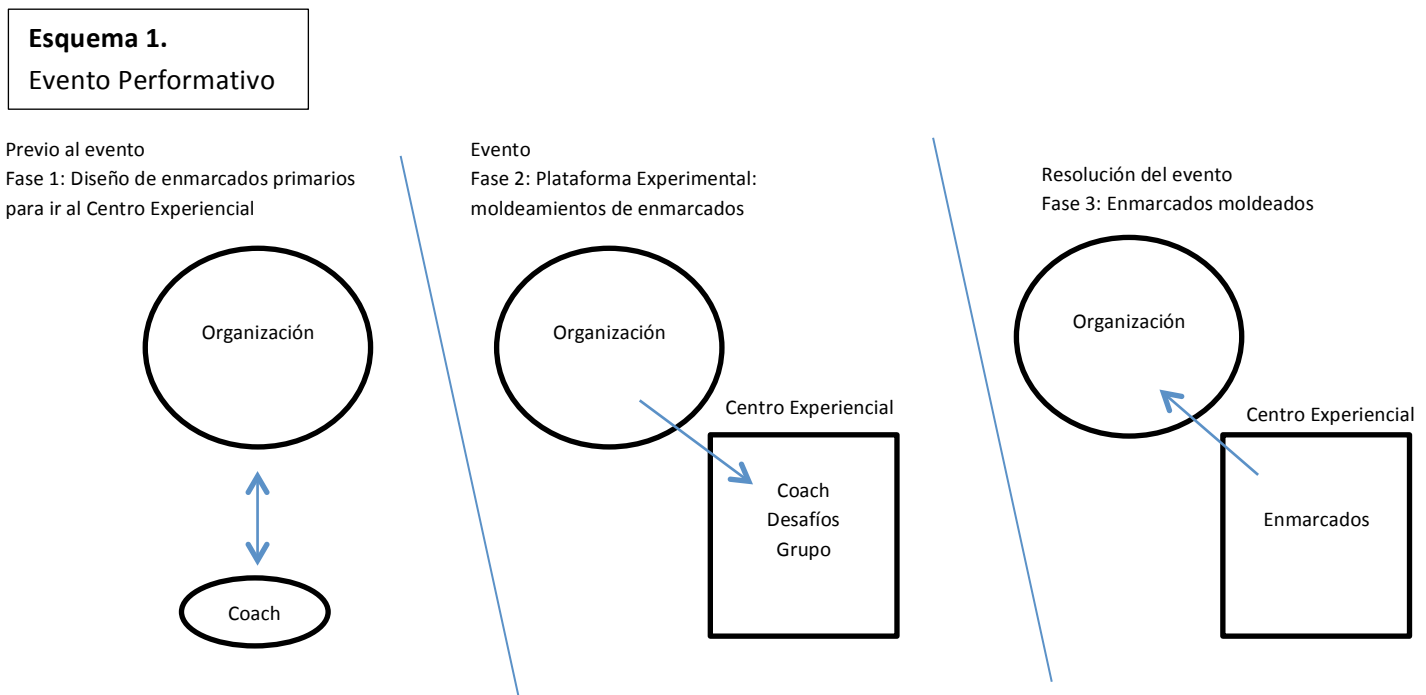 Esquema 1.
Evento Performativo
Previo al evento
Fase 1: Diseño de enmarcados primarios
para ir al Centro Experiencial
Organización
Coach
Evento
Fase 2: Plataforma Experimental:
moldeamientos de enmarcados
Organización
Centro Experiencial
Coach
Desafíos
Grupo
Resolución del evento
Fase 3: Enmarcados moldeados
Organización
Centro Experiencial
Enmarcados